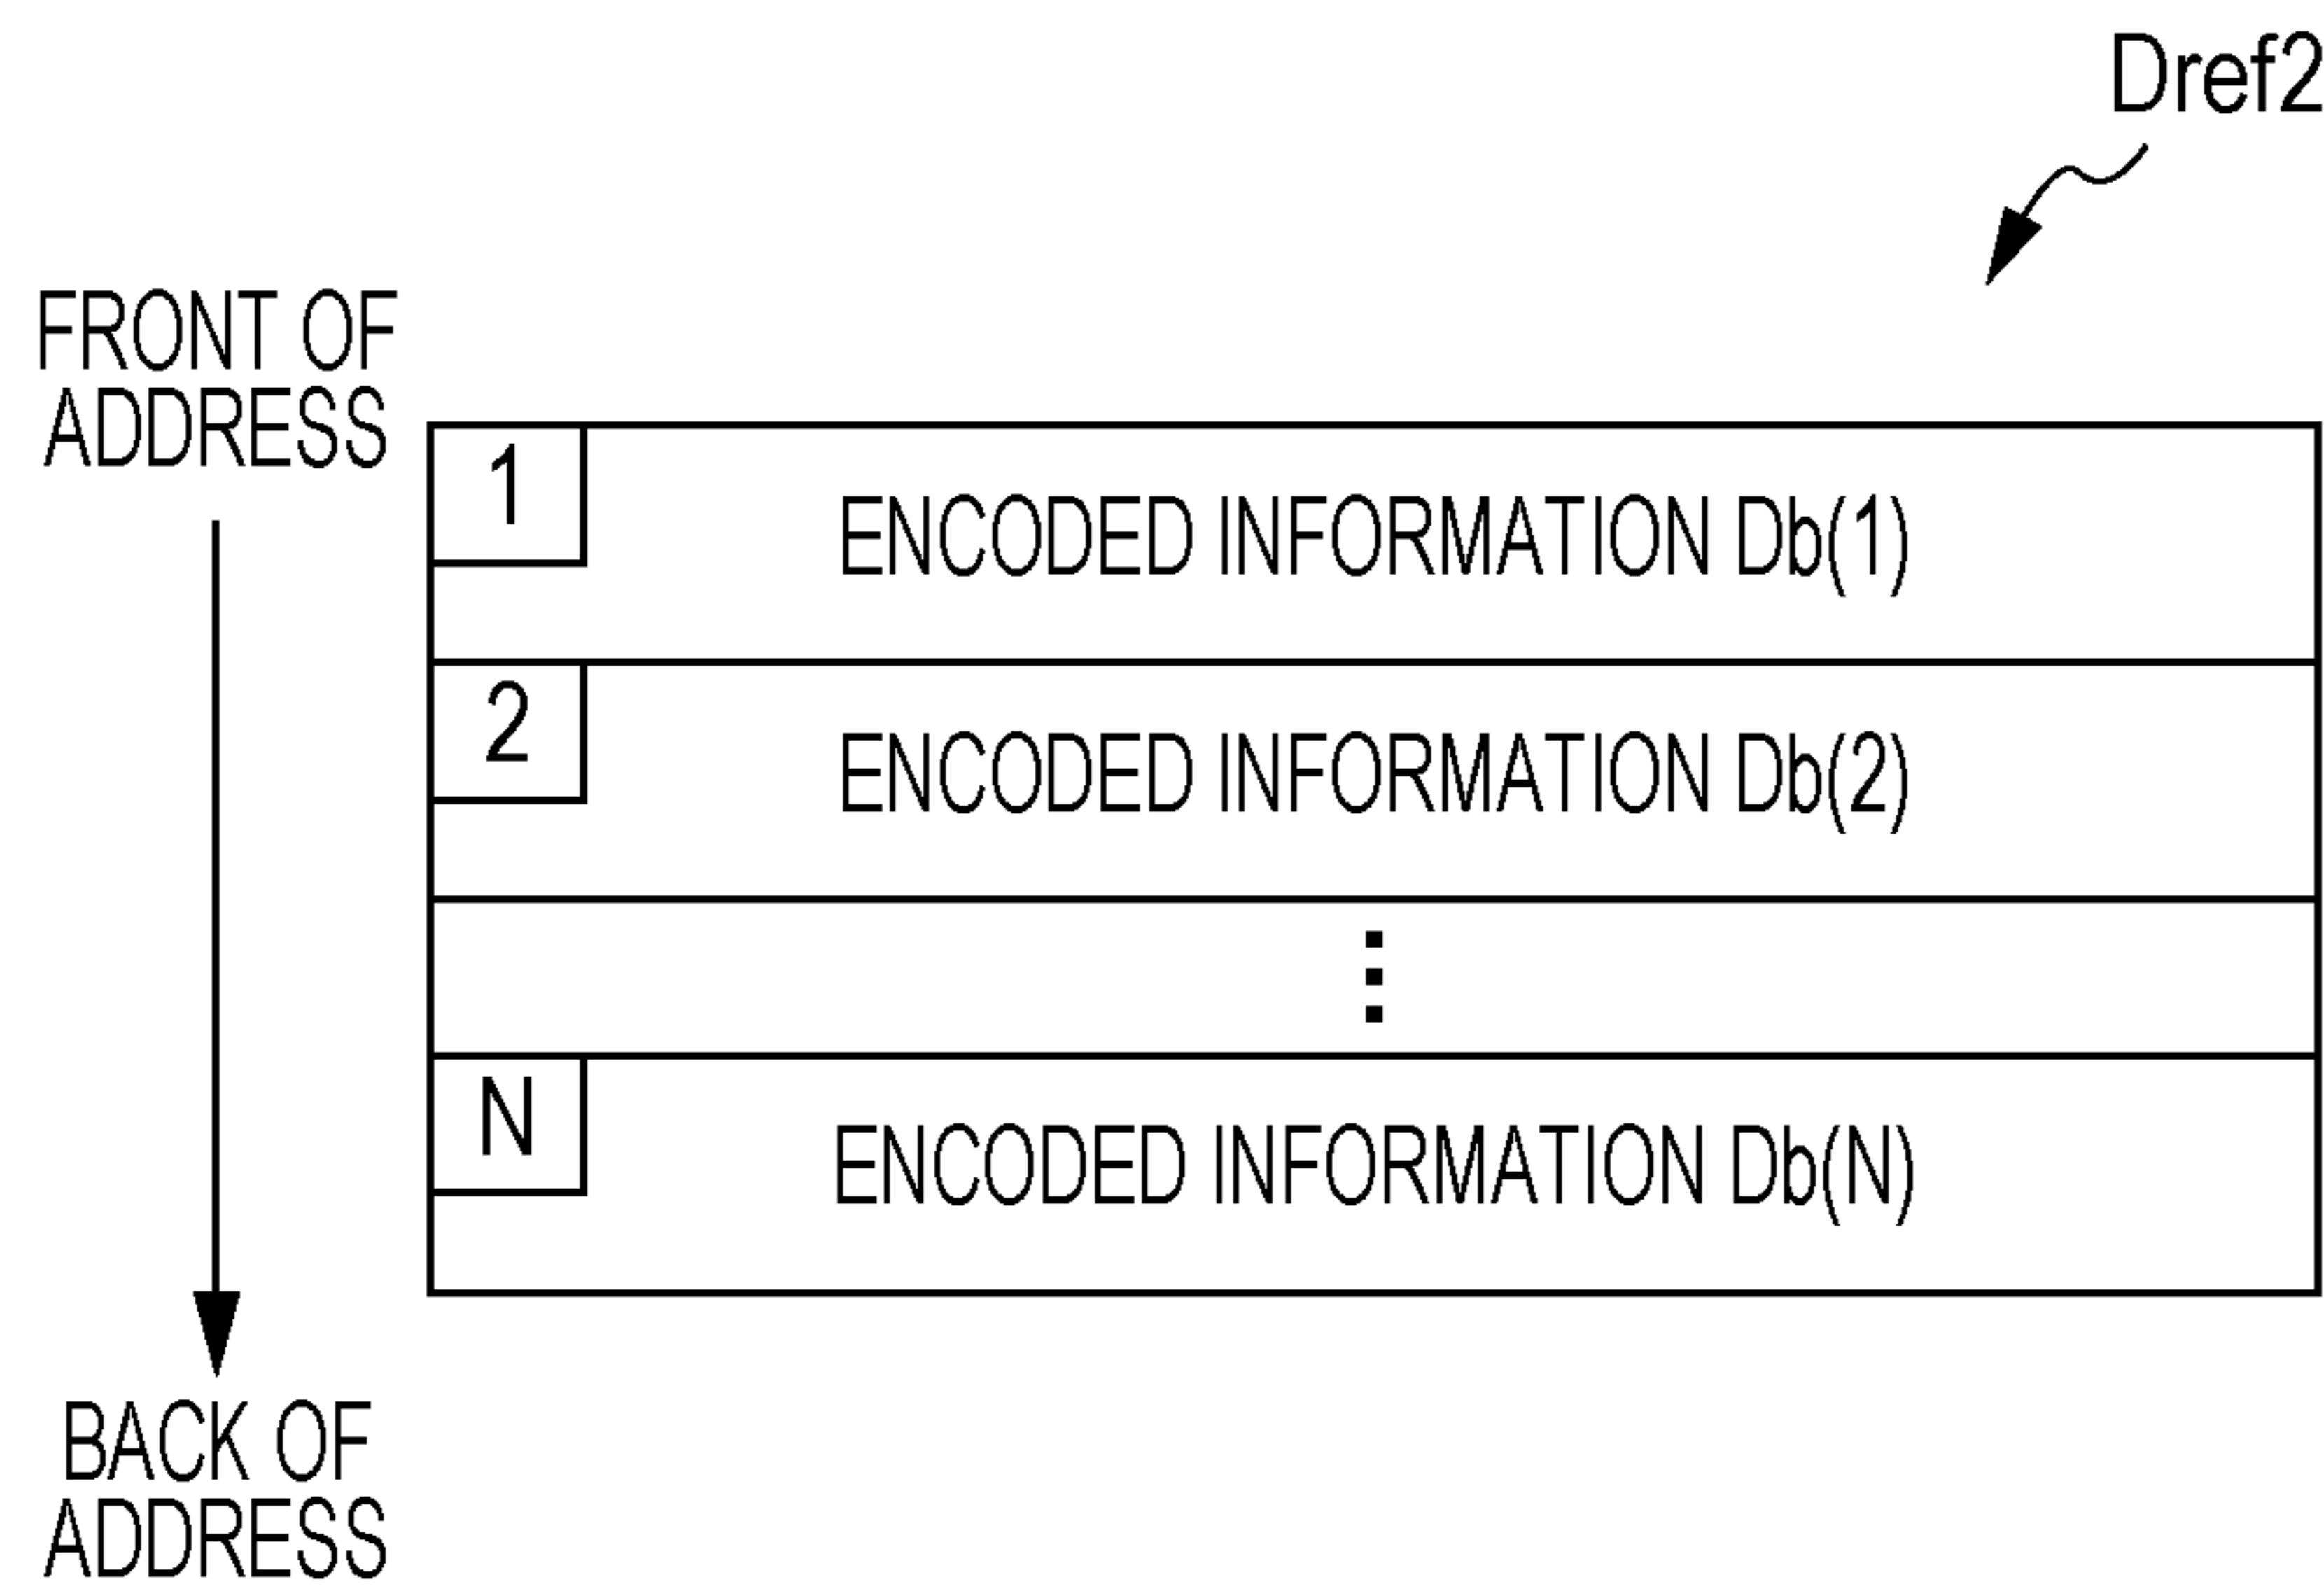 Dref2
FRONT OF
ADDRESS
1
ENCODED INFORMATION Db(1)
2
ENCODED INFORMATION Db(2)
⋮
N
ENCODED INFORMATION Db(N)
BACK OF
ADDRESS